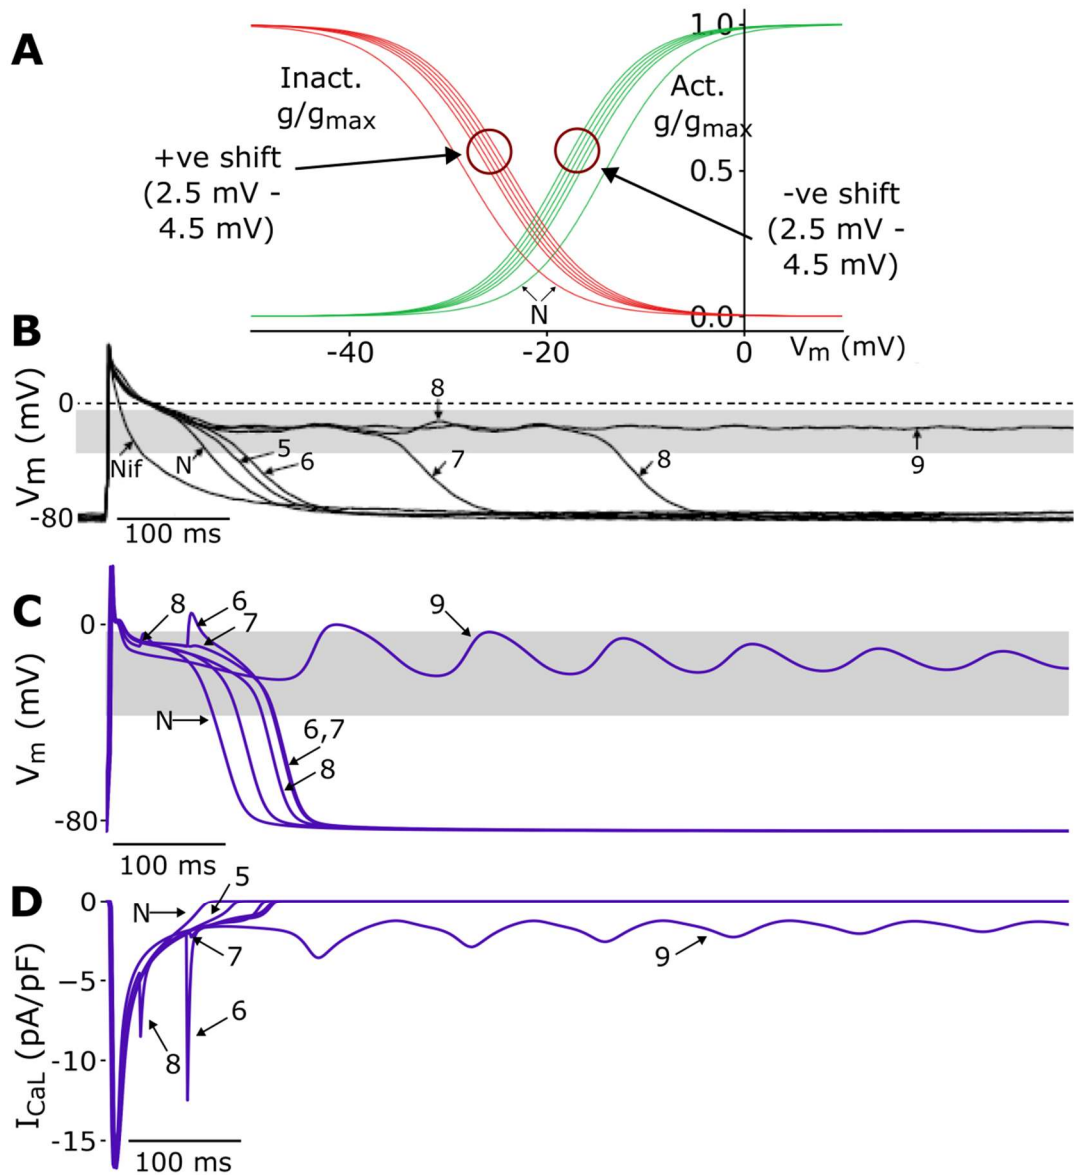 A
1.0
Inact.
g/gmax
Act.
g/gmax
+ve shift
(2.5 mV -
4.5 mV)
0.5
-ve shift
(2.5 mV -
4.5 mV)
N
0.0
-40
-20
0
Vm (mV)
B
Vm (mV)
0
8
Nif
N
5
6
7
8
9
-80
100 ms
C
Vm (mV)
0
8
6
7
9
N
6,7
8
-80
100 ms
D
ICaL (pA/pF)
0
N
5
7
9
−5
6
8
-10
-15
100 ms